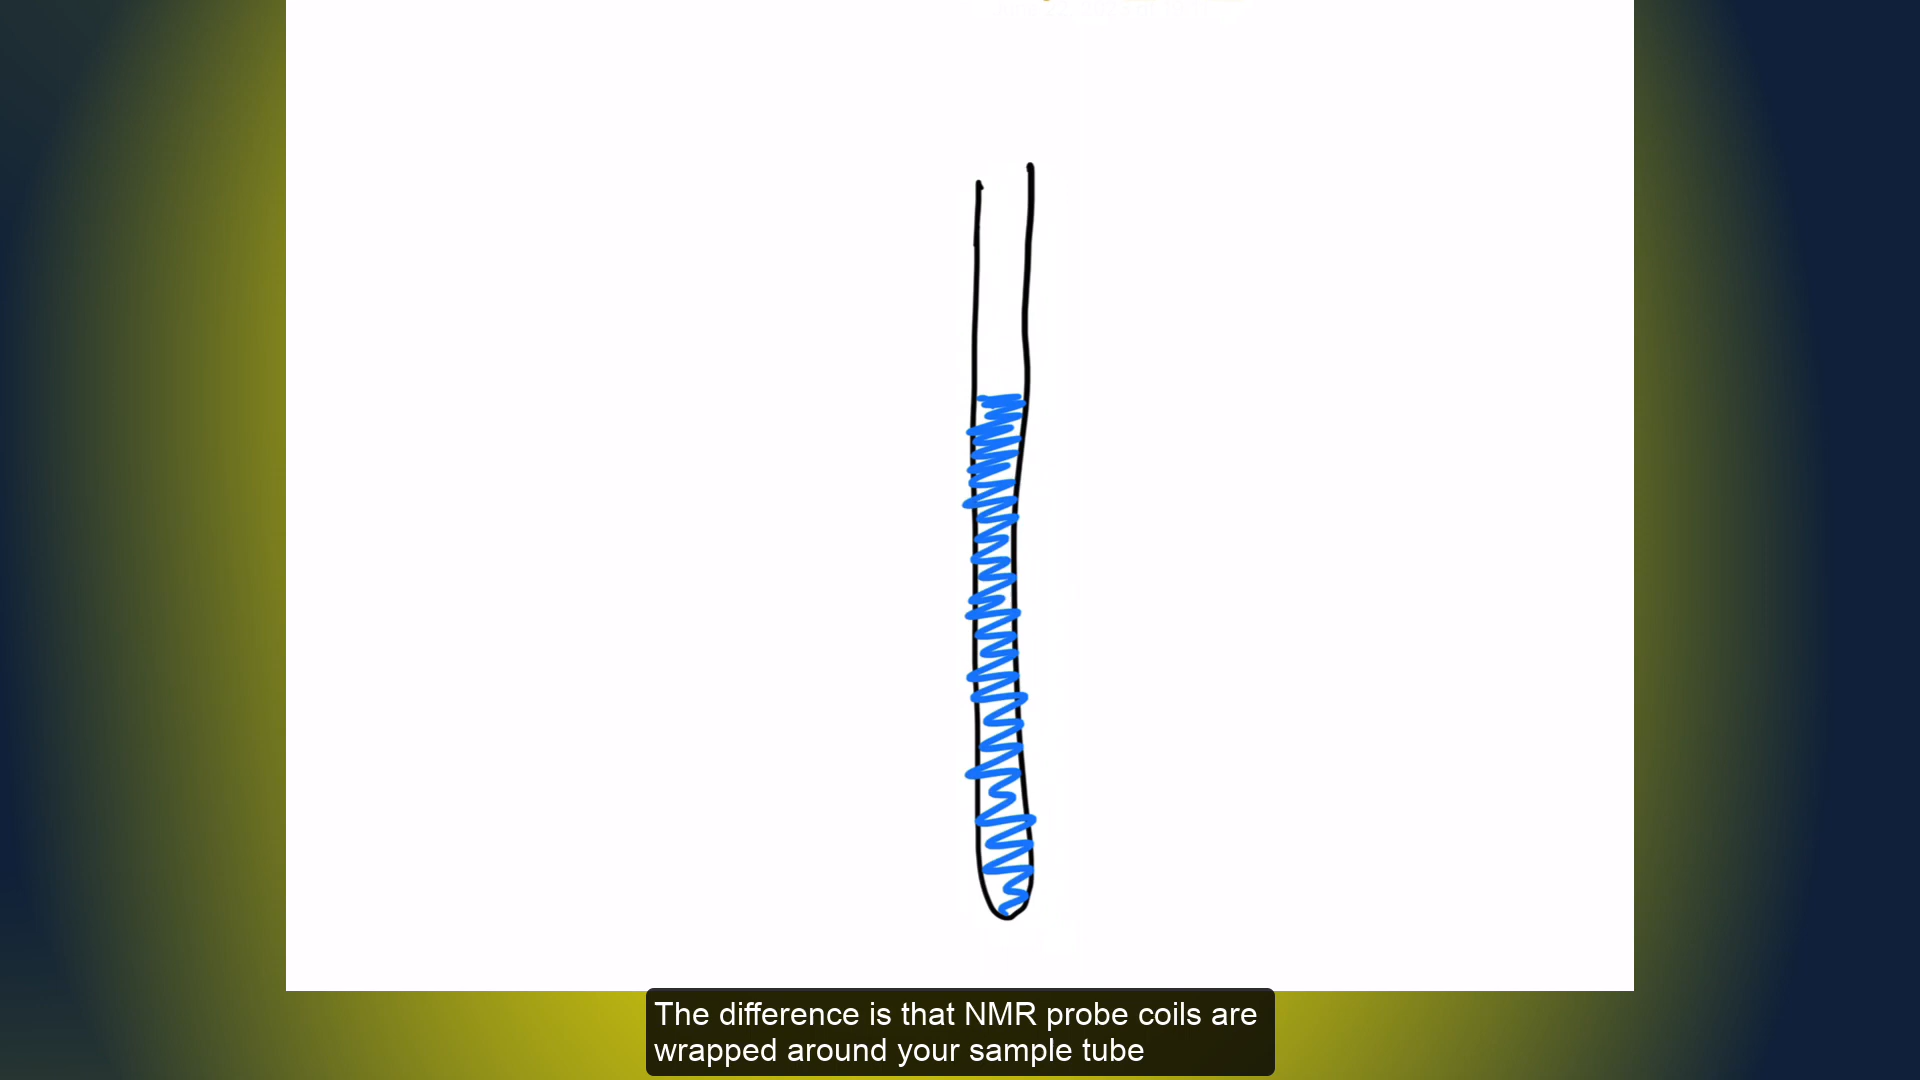 The difference is that NMR probe coils are
wrapped around your sample tube